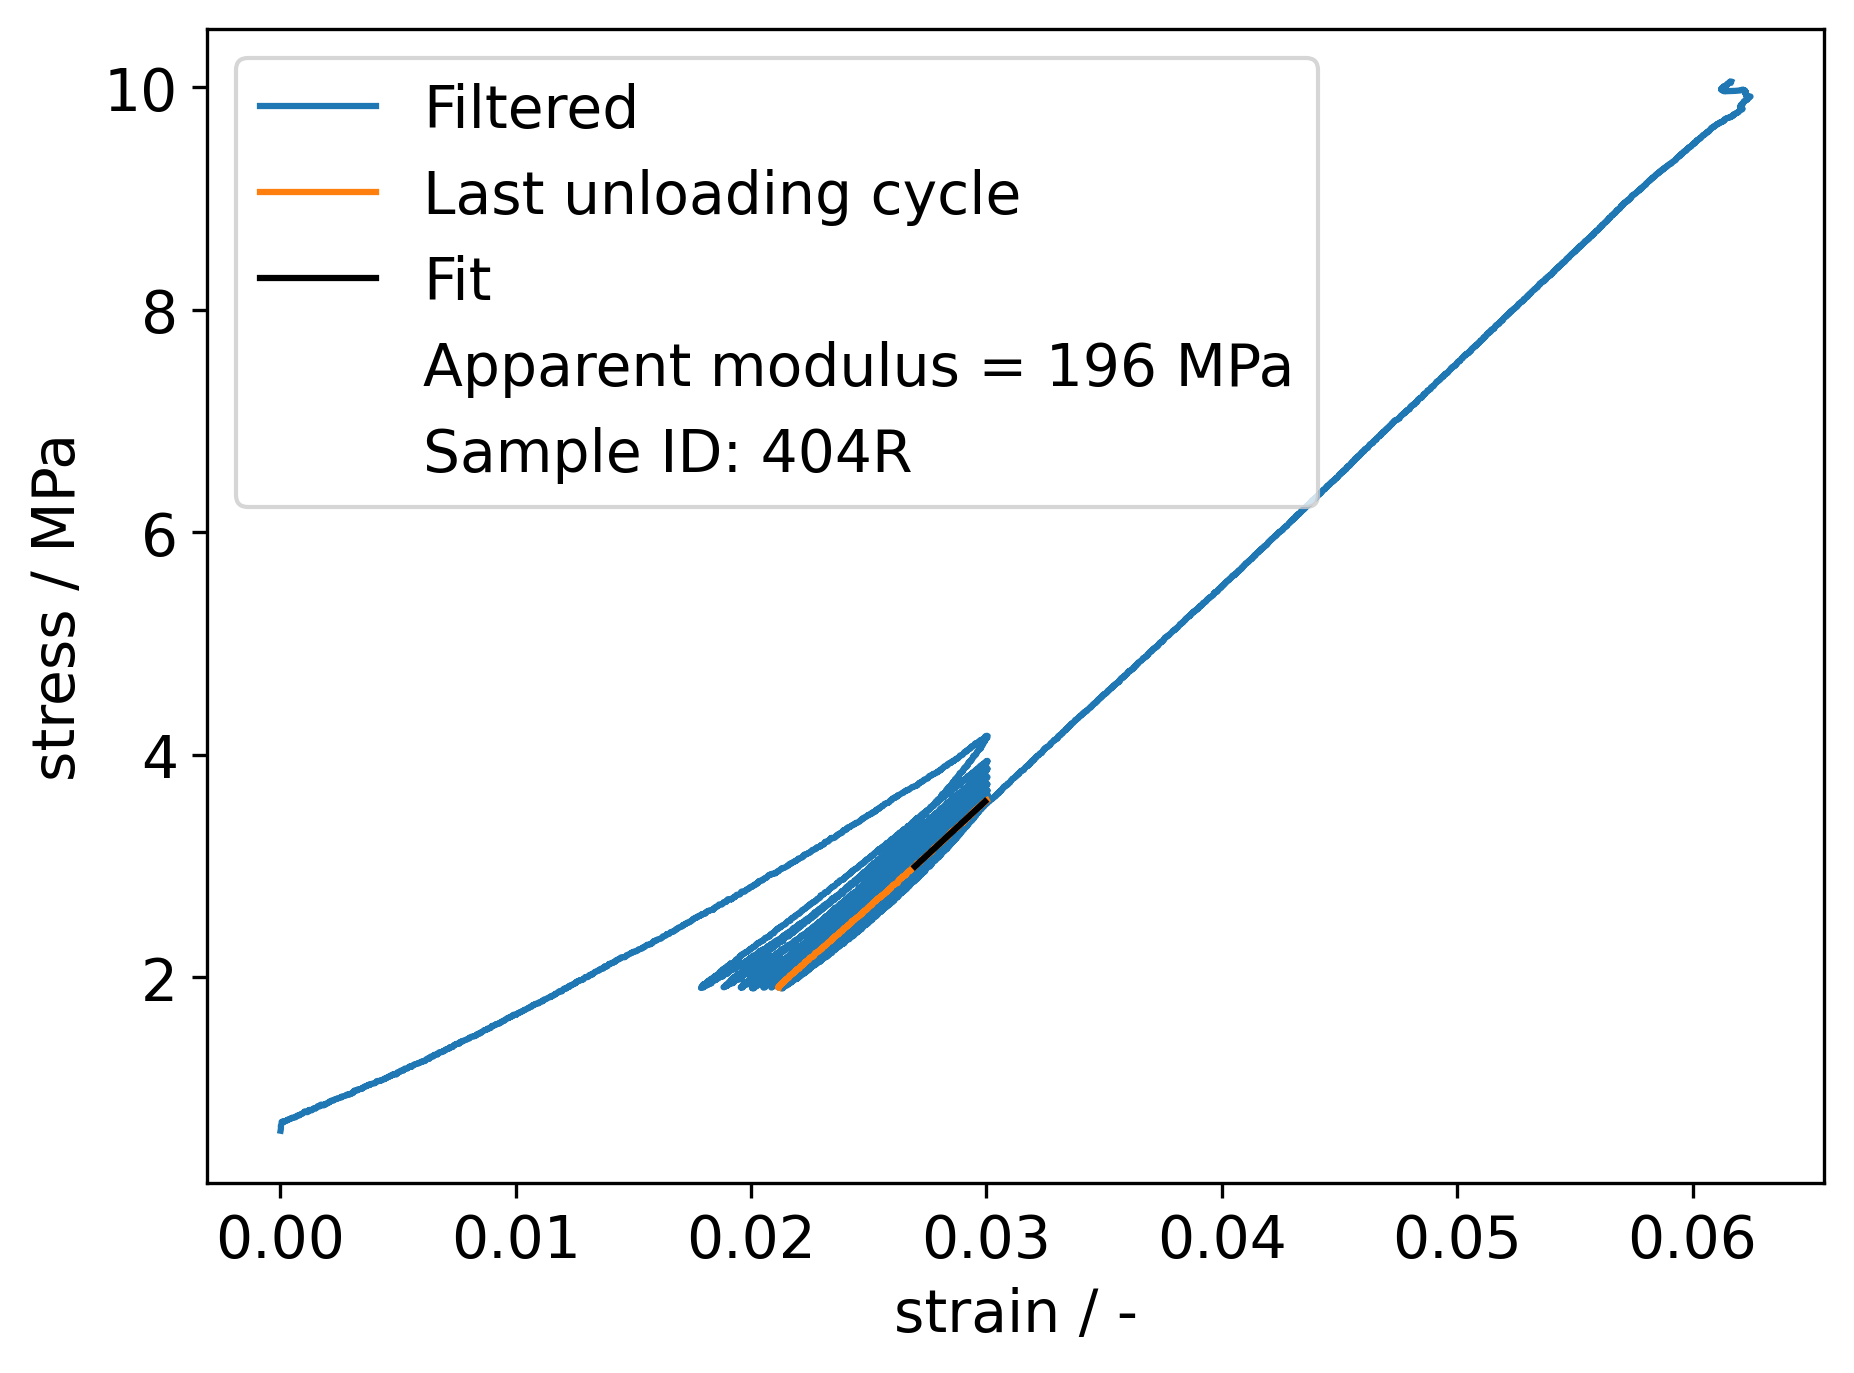 Filtered
Last unloading cycle
Fit
Apparent modulus = 196 MPa
Sample ID: 404R
10
8
6
4
2
stress / MPa
0.00 0.01 0.02 0.03 0.04 0.05 0.06
strain / -